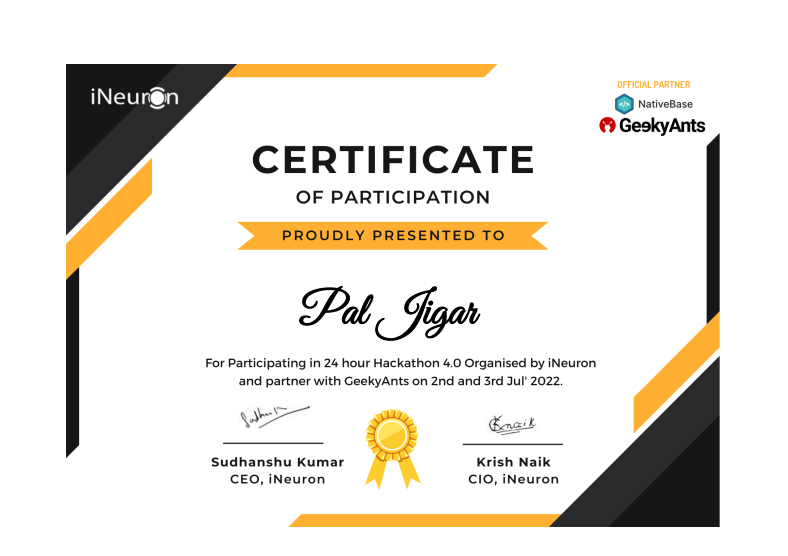 iNeuron
OFFICIAL PARTNER
NativeBase
GeekyAnts
CERTIFICATE
OF PARTICIPATION
PROUDLY PRESENTED TO
Pal Jigar
For Participating in 24 hour Hackathon 4.0 Organised by iNeuron
and partner with GeekyAnts on 2nd and 3rd Jul' 2022.
Sudhanshu Kumar
CEO, iNeuron
Krish Naik
CIO, iNeuron